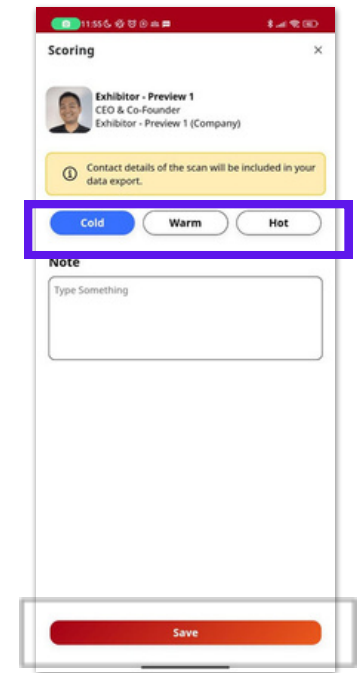 11:55
Scoring
Exhibitor - Preview 1
CEO & Co-Founder
Exhibitor - Preview 1 (Company)
Contact details of the scan will be included in your
data export.
Cold Warm Hot
Note
Type Something
Save